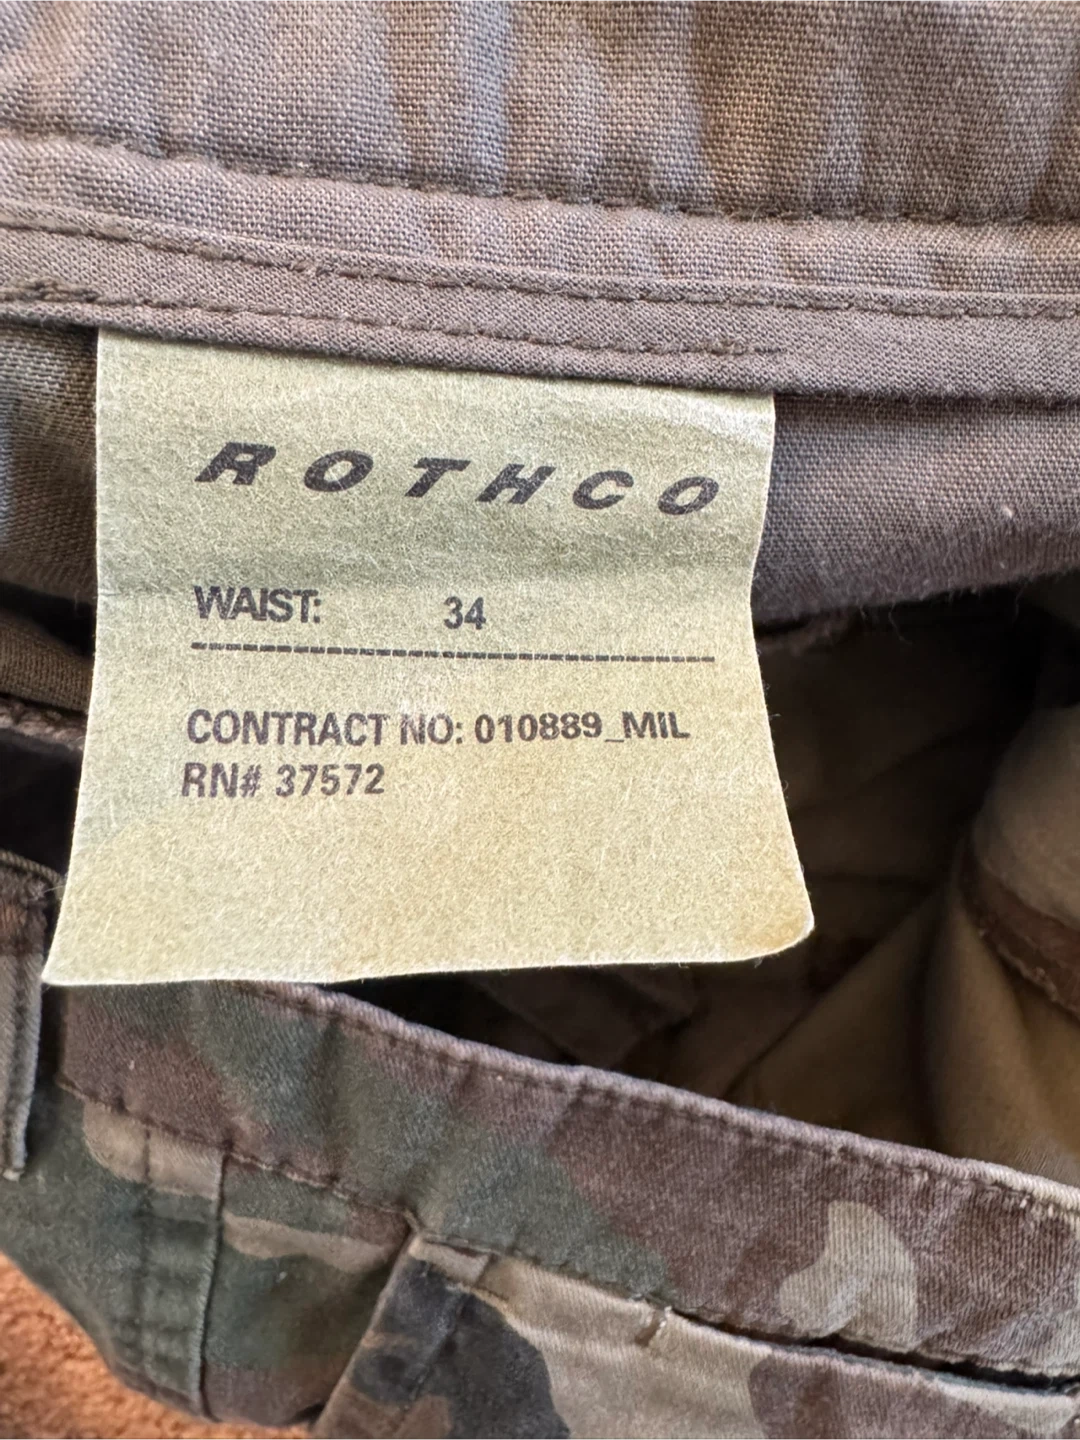 ROTHCO
WAIST: 34
CONTRACT NO: 010889_MIL
RN# 37572